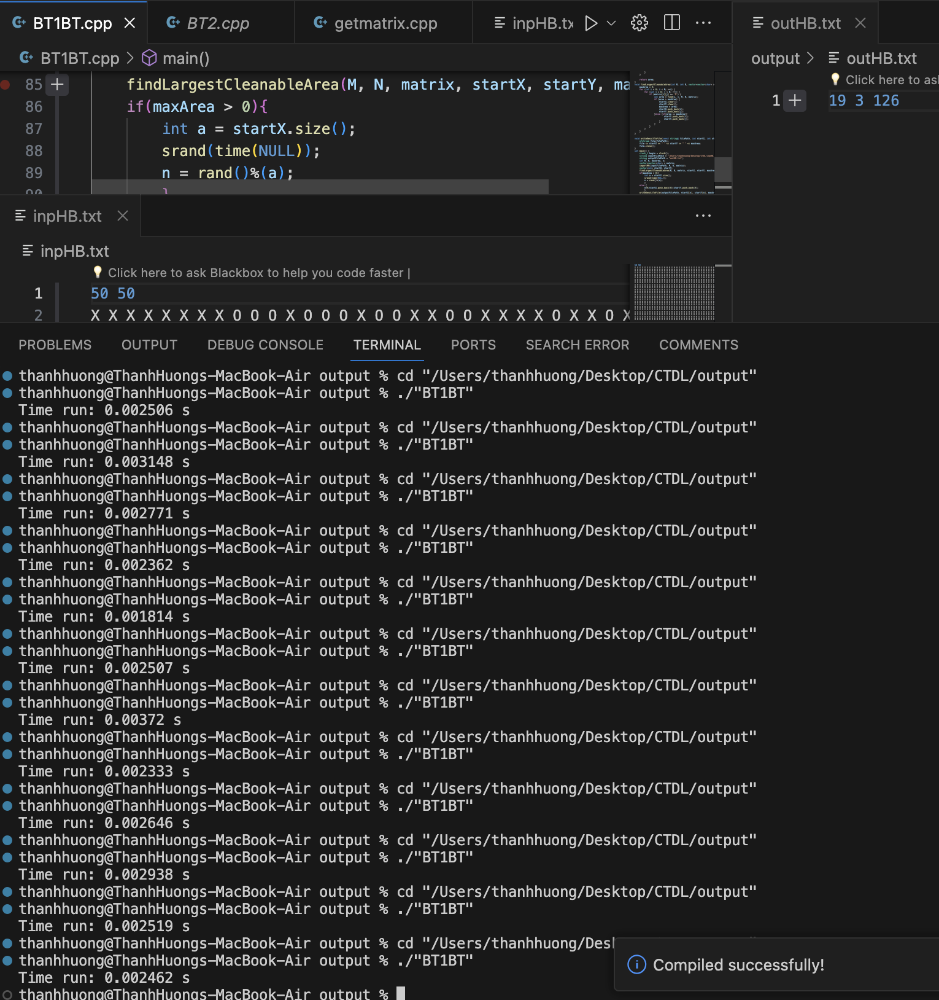 BT1BT.cpp
BT2.cpp
getmatrix.cpp
inpHB.tx
outHB.txt
BT1BT.cpp > main()
output > outHB.txt
85 findLargestCleanableArea(M, N, matrix, startX, startY, ma
86 if(maxArea > 0){
87 int a = startX.size();
88 srand(time(NULL));
89 n = rand()%(a);
90 }
Click here to as
1 19 3 126
inpHB.txt
inpHB.txt
Click here to ask Blackbox to help you code faster |
1 50 50
2 X X X X X X X X O O O X O O O X O O X X O O X X X X O X X O X
PROBLEMS OUTPUT DEBUG CONSOLE TERMINAL PORTS SEARCH ERROR COMMENTS
thanhhuong@ThanhHuongs-MacBook-Air output % cd "/Users/thanhhuong/Desktop/CTDL/output"
thanhhuong@ThanhHuongs-MacBook-Air output % ./"BT1BT"
Time run: 0.002506 s
thanhhuong@ThanhHuongs-MacBook-Air output % cd "/Users/thanhhuong/Desktop/CTDL/output"
thanhhuong@ThanhHuongs-MacBook-Air output % ./"BT1BT"
Time run: 0.003148 s
thanhhuong@ThanhHuongs-MacBook-Air output % cd "/Users/thanhhuong/Desktop/CTDL/output"
thanhhuong@ThanhHuongs-MacBook-Air output % ./"BT1BT"
Time run: 0.002771 s
thanhhuong@ThanhHuongs-MacBook-Air output % cd "/Users/thanhhuong/Desktop/CTDL/output"
thanhhuong@ThanhHuongs-MacBook-Air output % ./"BT1BT"
Time run: 0.002362 s
thanhhuong@ThanhHuongs-MacBook-Air output % cd "/Users/thanhhuong/Desktop/CTDL/output"
thanhhuong@ThanhHuongs-MacBook-Air output % ./"BT1BT"
Time run: 0.001814 s
thanhhuong@ThanhHuongs-MacBook-Air output % cd "/Users/thanhhuong/Desktop/CTDL/output"
thanhhuong@ThanhHuongs-MacBook-Air output % ./"BT1BT"
Time run: 0.002507 s
thanhhuong@ThanhHuongs-MacBook-Air output % cd "/Users/thanhhuong/Desktop/CTDL/output"
thanhhuong@ThanhHuongs-MacBook-Air output % ./"BT1BT"
Time run: 0.00372 s
thanhhuong@ThanhHuongs-MacBook-Air output % cd "/Users/thanhhuong/Desktop/CTDL/output"
thanhhuong@ThanhHuongs-MacBook-Air output % ./"BT1BT"
Time run: 0.002333 s
thanhhuong@ThanhHuongs-MacBook-Air output % cd "/Users/thanhhuong/Desktop/CTDL/output"
thanhhuong@ThanhHuongs-MacBook-Air output % ./"BT1BT"
Time run: 0.002646 s
thanhhuong@ThanhHuongs-MacBook-Air output % cd "/Users/thanhhuong/Desktop/CTDL/output"
thanhhuong@ThanhHuongs-MacBook-Air output % ./"BT1BT"
Time run: 0.002938 s
thanhhuong@ThanhHuongs-MacBook-Air output % cd "/Users/thanhhuong/Desktop/CTDL/output"
thanhhuong@ThanhHuongs-MacBook-Air output % ./"BT1BT"
Time run: 0.002519 s
thanhhuong@ThanhHuongs-MacBook-Air output % cd "/Users/thanhhuong/Des
thanhhuong@ThanhHuongs-MacBook-Air output % ./"BT1BT"
Time run: 0.002462 s
thanhhuong@ThanhHuongs-MacBook-Air output %
Compiled successfully!